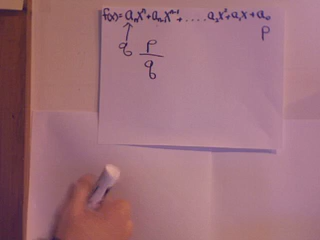 f(x)= aₙxⁿ+aₙ₋₁xⁿ⁻¹+....a₂x²+a₁x+a₀
p
q
p
q